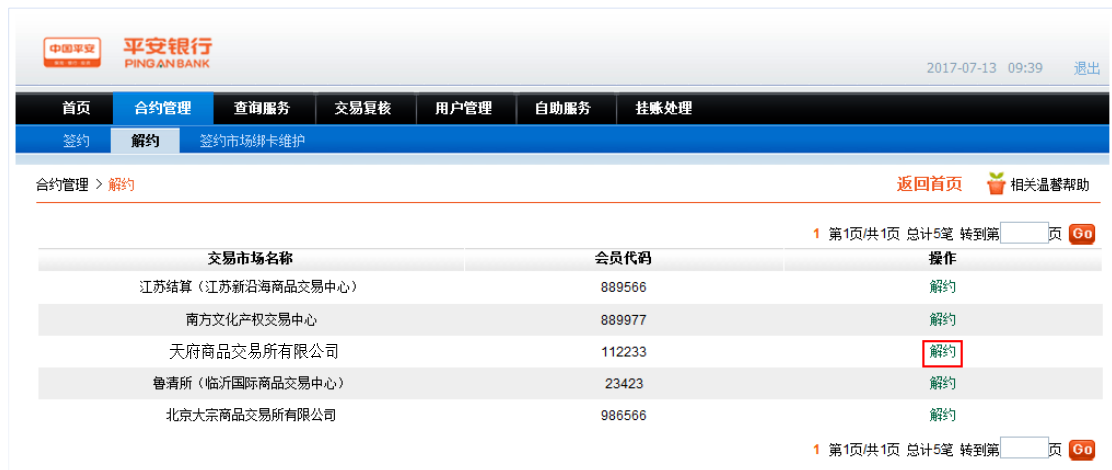 中国平安 平安银行
PINGAN BANK
2017-07-13 09:39 退出
首页 合约管理 查询服务 交易复核 用户管理 自助服务 挂账处理
签约 解约 签约市场绑卡维护
合约管理 > 解约 返回首页 相关温馨帮助
1 第1页/共1页 总计5笔 转到第 页 Go
交易市场名称 会员代码 操作
江苏结算（江苏新沿海商品交易中心） 889566 解约
南方文化产权交易中心 889977 解约
天府商品交易所有限公司 112233 解约
鲁清所（临沂国际商品交易中心） 23423 解约
北京大宗商品交易所有限公司 986566 解约
1 第1页/共1页 总计5笔 转到第 页 Go